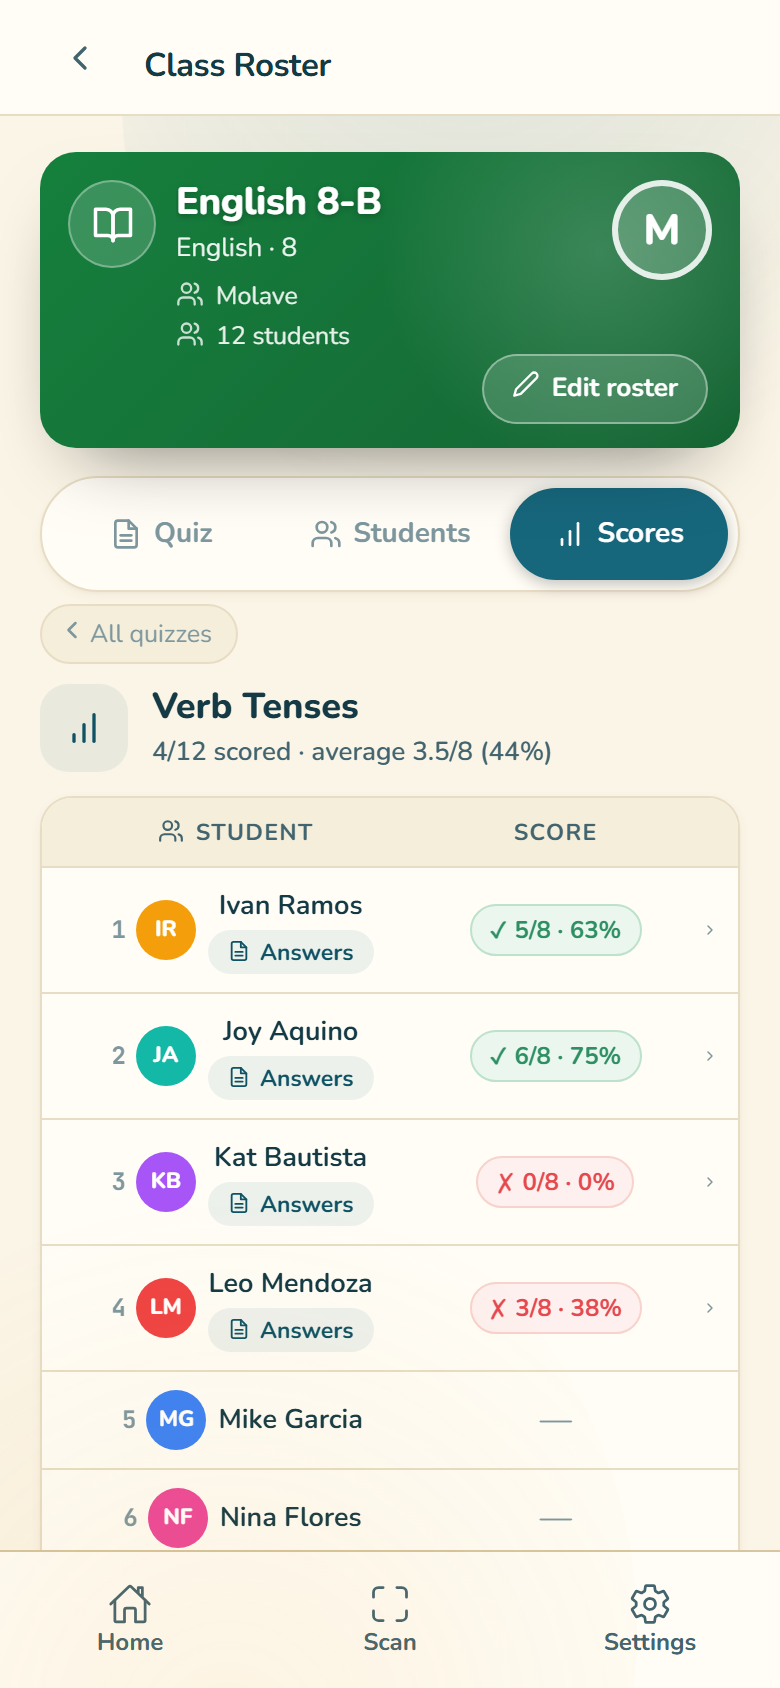 Class Roster
English 8-B
English · 8
Molave
12 students
M
Edit roster
Quiz
Students
Scores
All quizzes
Verb Tenses
4/12 scored · average 3.5/8 (44%)
STUDENT SCORE
1 IR Ivan Ramos ✓ 5/8 · 63% ›
Answers
2 JA Joy Aquino ✓ 6/8 · 75% ›
Answers
3 KB Kat Bautista ✗ 0/8 · 0% ›
Answers
4 LM Leo Mendoza ✗ 3/8 · 38% ›
Answers
5 MG Mike Garcia —
6 NF Nina Flores —
Home
Scan
Settings